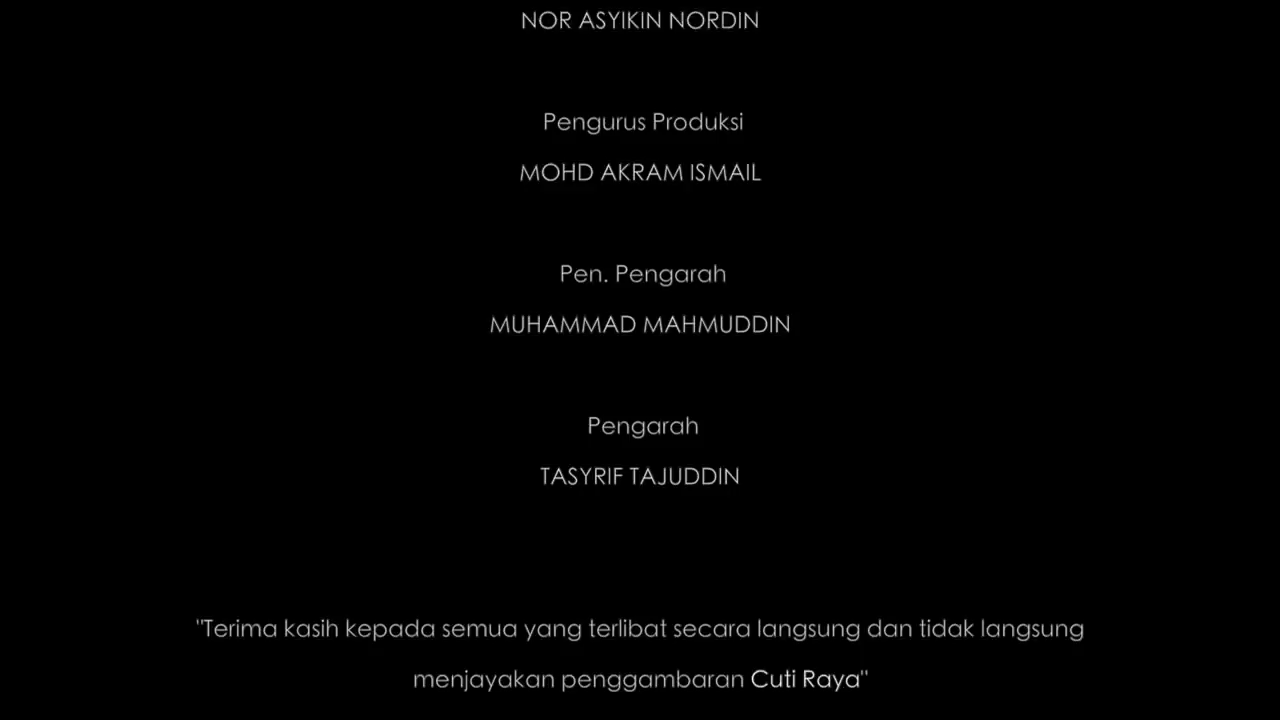 NOR ASYIKIN NORDIN
Pengurus Produksi
MOHD AKRAM ISMAIL
Pen. Pengarah
MUHAMMAD MAHMUDDIN
Pengarah
TASYRIF TAJUDDIN
"Terima kasih kepada semua yang terlibat secara langsung dan tidak langsung
menjayakan penggambaran Cuti Raya"